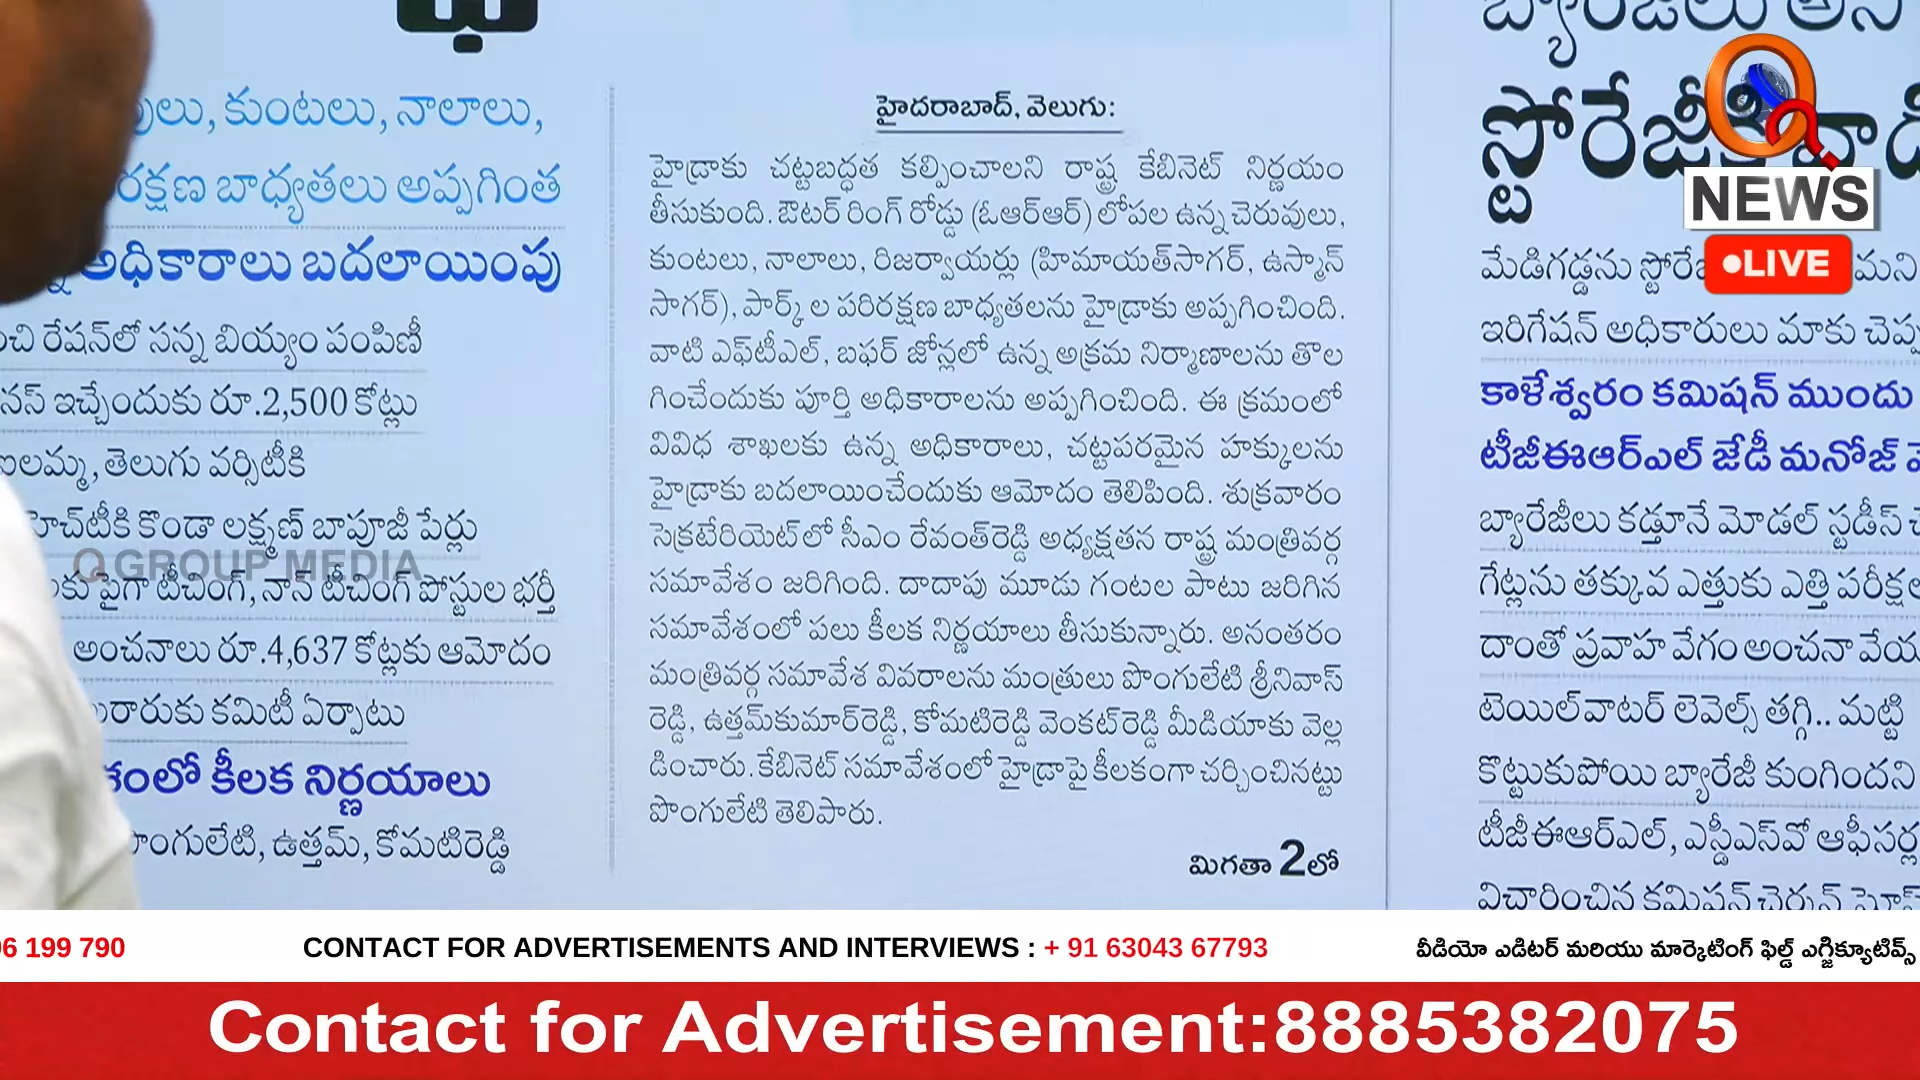 లు, కుంటలు, నాలాలు,
రక్షణ బాధ్యతలు అప్పగింత
అధికారాలు బదలాయింపు
రేషన్‌లో సన్న బియ్యం పంపిణీ
ఇచ్చేందుకు రూ.2,500 కోట్లు
తెలుగు వర్సిటీకి
కొండా లక్ష్మణ్ బాపూజీ పేర్లు
Q GROUP MEDIA
పైగా టీచింగ్, నాన్ టీచింగ్ పోస్టుల భర్తీ
అంచనాలు రూ.4,637 కోట్లకు ఆమోదం
కమిటీ ఏర్పాటు
కీలక నిర్ణయాలు
ఉత్తమ్, కోమటిరెడ్డి
హైదరాబాద్, వెలుగు:
హైడ్రాకు చట్టబద్ధత కల్పించాలని రాష్ట్ర కేబినెట్ నిర్ణయం
తీసుకుంది. ఔటర్ రింగ్ రోడ్డు (ఓఆర్ఆర్) లోపల ఉన్న చెరువులు,
కుంటలు, నాలాలు, రిజర్వాయర్లు (హిమాయత్‌సాగర్, ఉస్మాన్
సాగర్), పార్క్ ల పరిరక్షణ బాధ్యతలను హైడ్రాకు అప్పగించింది.
వాటి ఎఫ్‌టీఎల్, బఫర్ జోన్లలో ఉన్న అక్రమ నిర్మాణాలను తొల
గించేందుకు పూర్తి అధికారాలను అప్పగించింది. ఈ క్రమంలో
వివిధ శాఖలకు ఉన్న అధికారాలు, చట్టపరమైన హక్కులను
హైడ్రాకు బదలాయించేందుకు ఆమోదం తెలిపింది. శుక్రవారం
సెక్రటేరియెట్‌లో సీఎం రేవంత్‌రెడ్డి అధ్యక్షతన రాష్ట్ర మంత్రివర్గ
సమావేశం జరిగింది. దాదాపు మూడు గంటల పాటు జరిగిన
సమావేశంలో పలు కీలక నిర్ణయాలు తీసుకున్నారు. అనంతరం
మంత్రివర్గ సమావేశ వివరాలను మంత్రులు పొంగులేటి శ్రీనివాస్
రెడ్డి, ఉత్తమ్‌కుమార్‌రెడ్డి, కోమటిరెడ్డి వెంకట్‌రెడ్డి మీడియాకు వెల్ల
డించారు. కేబినెట్ సమావేశంలో హైడ్రాపై కీలకంగా చర్చించినట్టు
పొంగులేటి తెలిపారు.
మిగతా 2లో
మేడిగడ్డను
ఇరిగేషన్ అధికారులు మాకు
కాళేశ్వరం కమిషన్ ముందు
టీజీఈఆర్ఎల్ జేడీ మనోజ్
బ్యారేజీలు కడ్తూనే మోడల్ స్టడీస్
గేట్లను తక్కువ ఎత్తుకు ఎత్తి
దాంతో ప్రవాహ వేగం అంచనా
టెయిల్‌వాటర్ లెవెల్స్ తగ్గి.. మట్టి
కొట్టుకుపోయి బ్యారేజీ కుంగిందని
టీజీఈఆర్ఎల్, ఎస్డీఎస్‌వో
విచారించిన కమిషన్
Q
NEWS
LIVE
6 199 790
CONTACT FOR ADVERTISEMENTS AND INTERVIEWS : + 91 63043 67793
వీడియో ఎడిటర్ మరియు మార్కెటింగ్ ఫిల్డ్ ఎగ్జిక్యూటివ్స్
Contact for Advertisement:8885382075